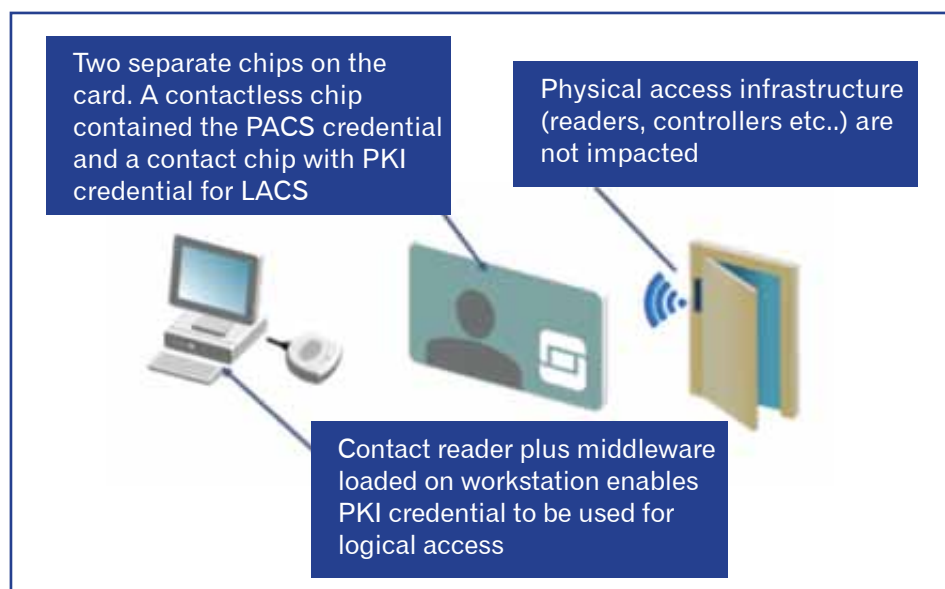 Two separate chips on the
card. A contactless chip
contained the PACS credential
and a contact chip with PKI
credential for LACS
Physical access infrastructure
(readers, controllers etc..) are
not impacted
Contact reader plus middleware
loaded on workstation enables
PKI credential to be used for
logical access